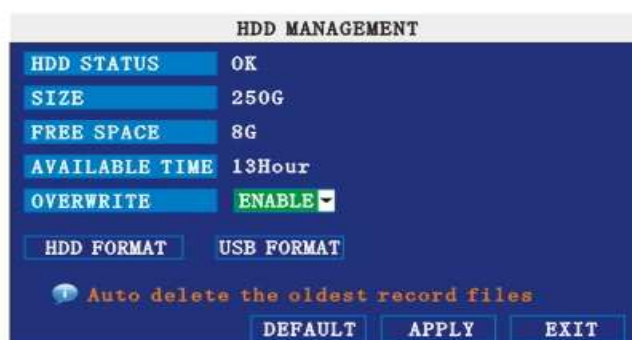 HDD MANAGEMENT
HDD STATUS OK
SIZE 250G
FREE SPACE 8G
AVAILABLE TIME 13Hour
OVERWRITE ENABLE
HDD FORMAT USB FORMAT
Auto delete the oldest record files
DEFAULT APPLY EXIT